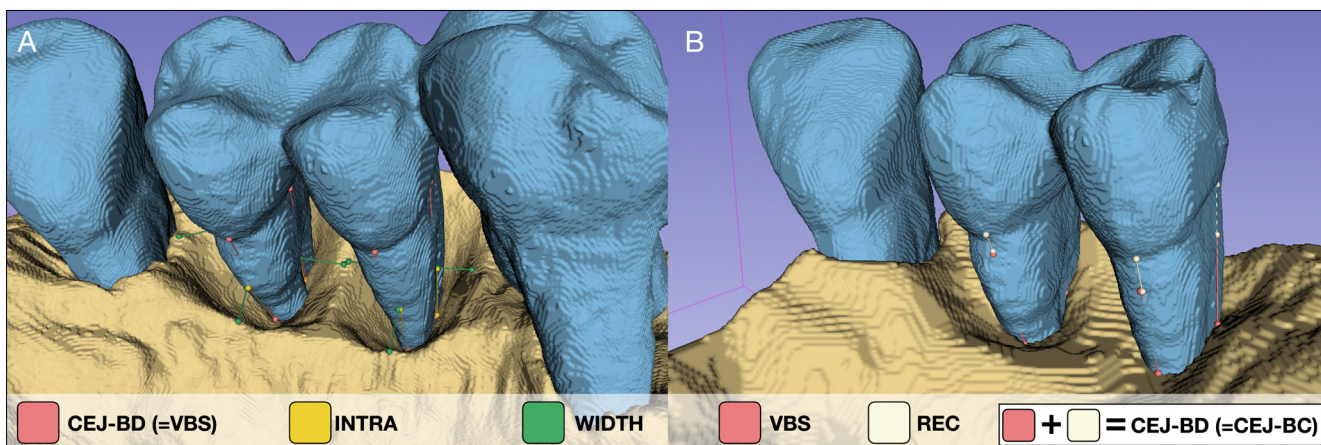 A
B
CEJ-BD (=VBS) INTRA WIDTH
VBS REC + = CEJ-BD (=CEJ-BC)